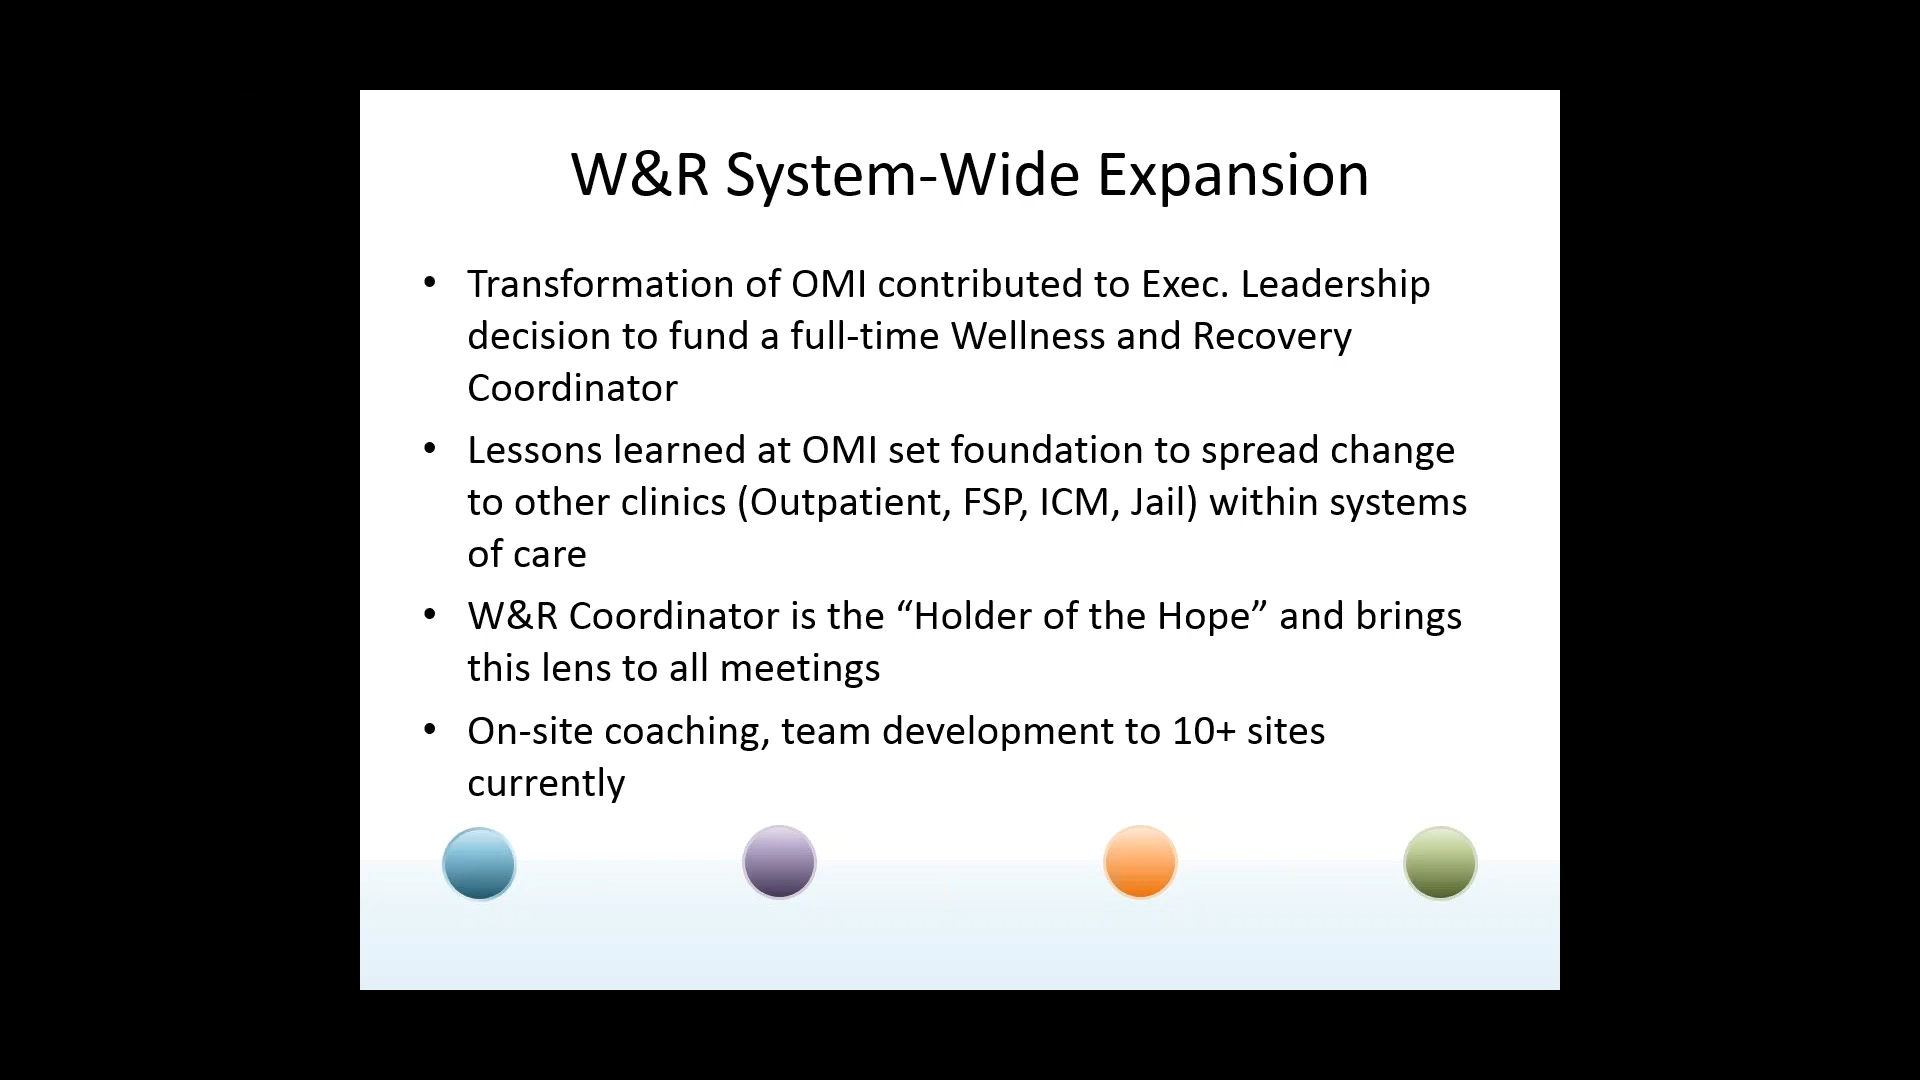 W&R System-Wide Expansion
• Transformation of OMI contributed to Exec. Leadership
decision to fund a full-time Wellness and Recovery
Coordinator
• Lessons learned at OMI set foundation to spread change
to other clinics (Outpatient, FSP, ICM, Jail) within systems
of care
• W&R Coordinator is the “Holder of the Hope” and brings
this lens to all meetings
• On-site coaching, team development to 10+ sites
currently